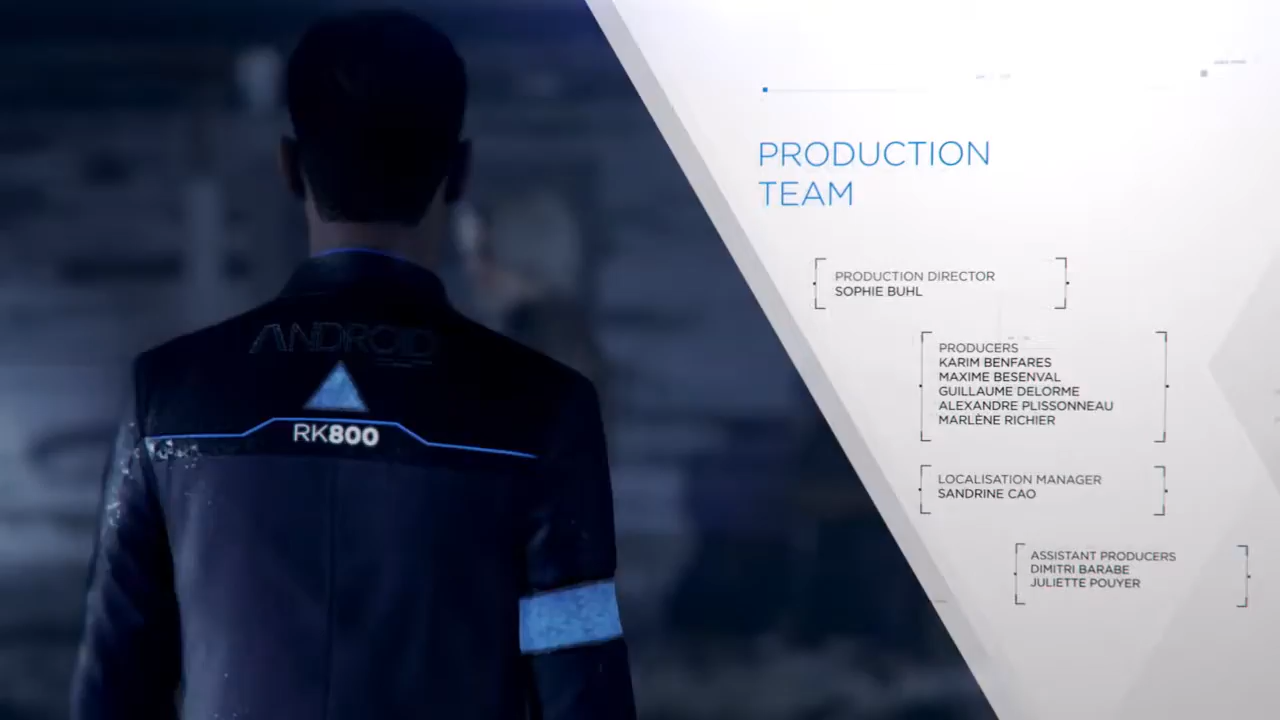 ANDROID
RK800
PRODUCTION
TEAM
PRODUCTION DIRECTOR
SOPHIE BUHL
PRODUCERS
KARIM BENFARES
MAXIME BESENVAL
GUILLAUME DELORME
ALEXANDRE PLISSONNEAU
MARLÈNE RICHIER
LOCALISATION MANAGER
SANDRINE CAO
ASSISTANT PRODUCERS
DIMITRI BARABE
JULIETTE POUYER